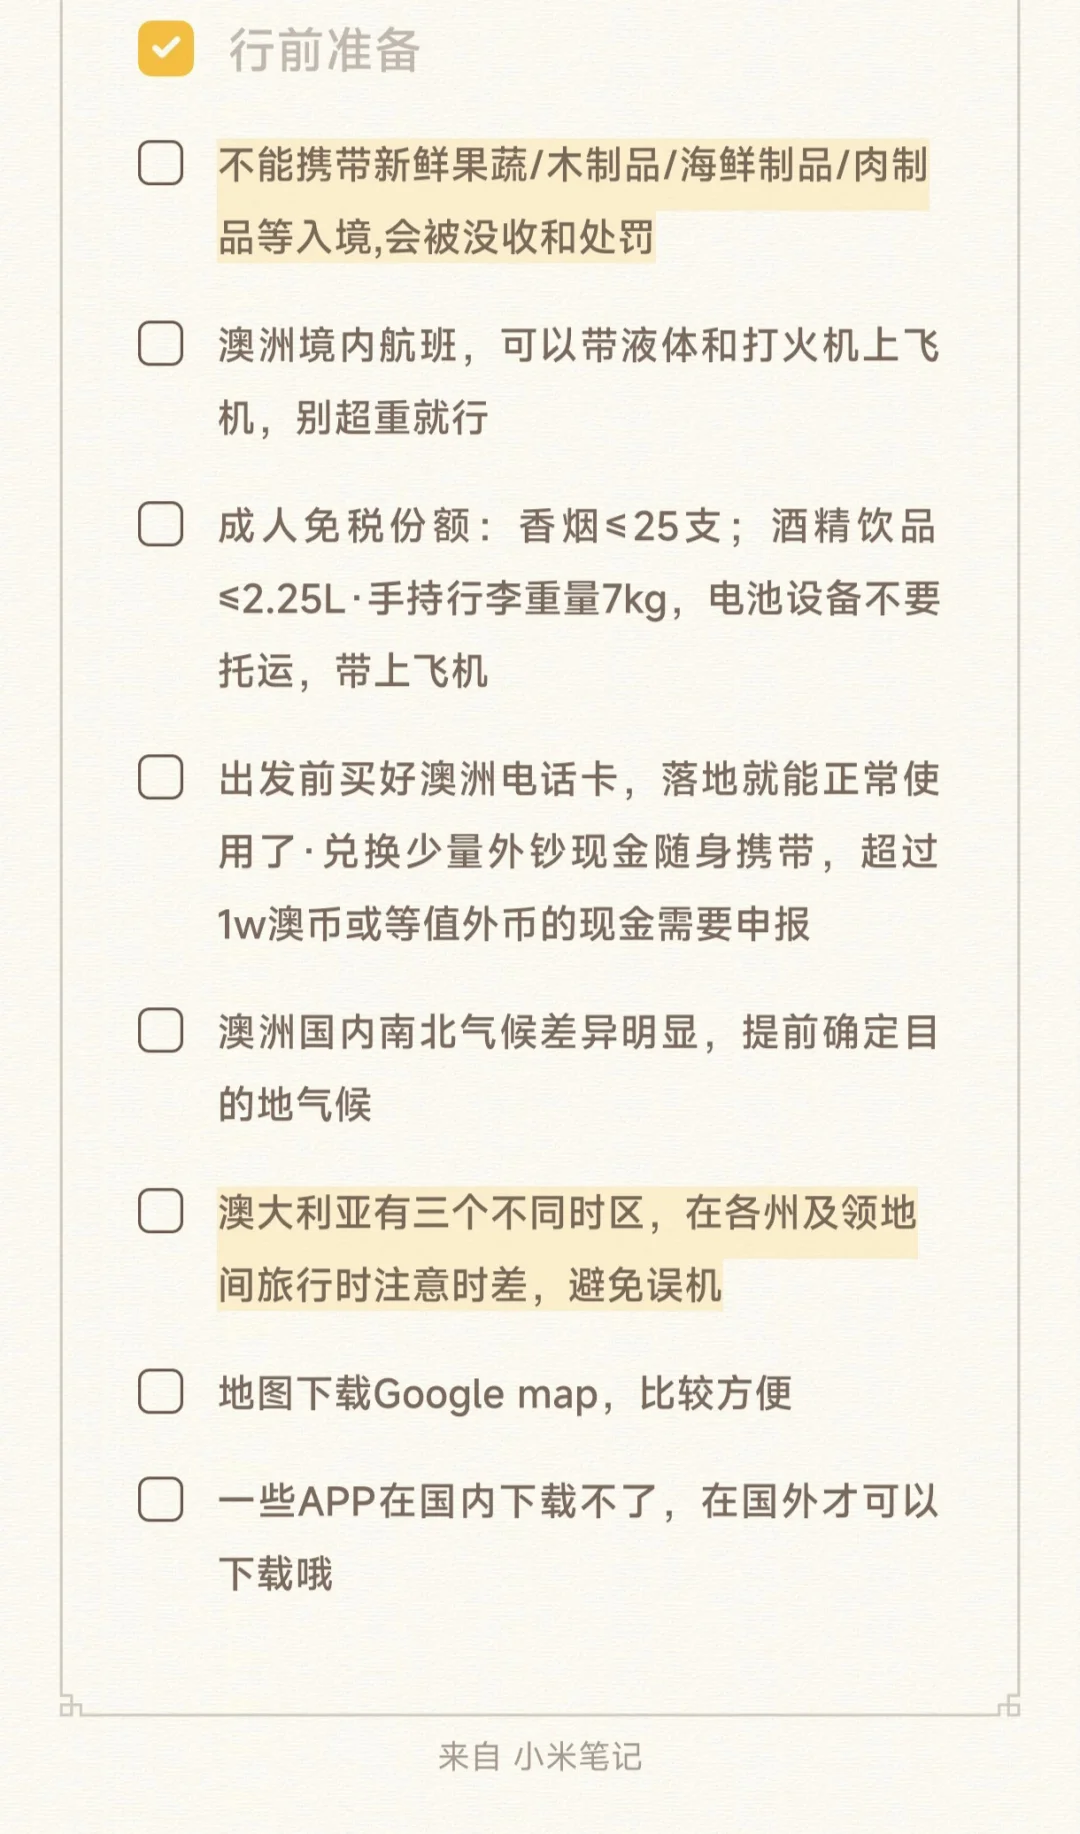 行前准备
不能携带新鲜果蔬/木制品/海鲜制品/肉制
品等入境,会被没收和处罚
澳洲境内航班，可以带液体和打火机上飞
机，别超重就行
成人免税份额：香烟≤25支；酒精饮品
≤2.25L·手持行李重量7kg，电池设备不要
托运，带上飞机
出发前买好澳洲电话卡，落地就能正常使
用了·兑换少量外钞现金随身携带，超过
1w澳币或等值外币的现金需要申报
澳洲国内南北气候差异明显，提前确定目
的地气候
澳大利亚有三个不同时区，在各州及领地
间旅行时注意时差，避免误机
地图下载Google map，比较方便
一些APP在国内下载不了，在国外才可以
下载哦
来自 小米笔记